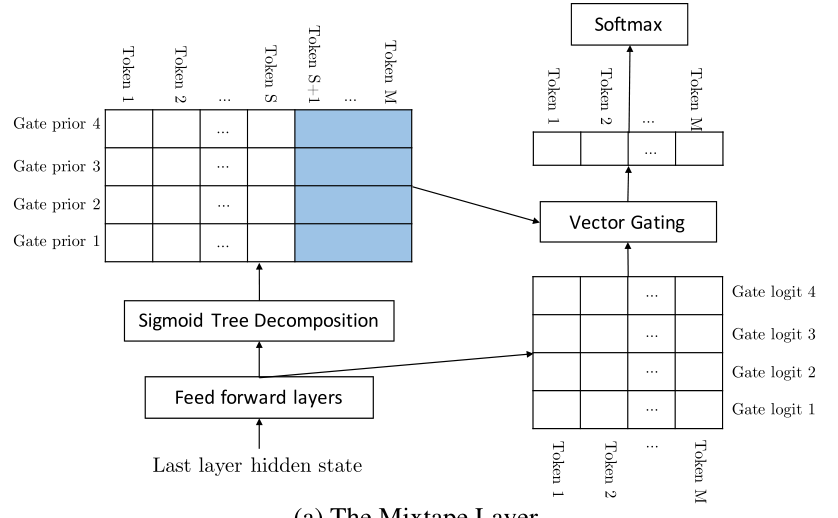 Softmax
Token 1
Token 2
...
Token S
Token S+1
...
Token M
Token 1
Token 2
...
Token M
Gate prior 4
...
Gate prior 3
...
Gate prior 2
...
Gate prior 1
...
...
Vector Gating
Sigmoid Tree Decomposition
Feed forward layers
Last layer hidden state
... Gate logit 4
... Gate logit 3
... Gate logit 2
... Gate logit 1
Token 1
Token 2
...
Token M
(a) The Mixtape Layer